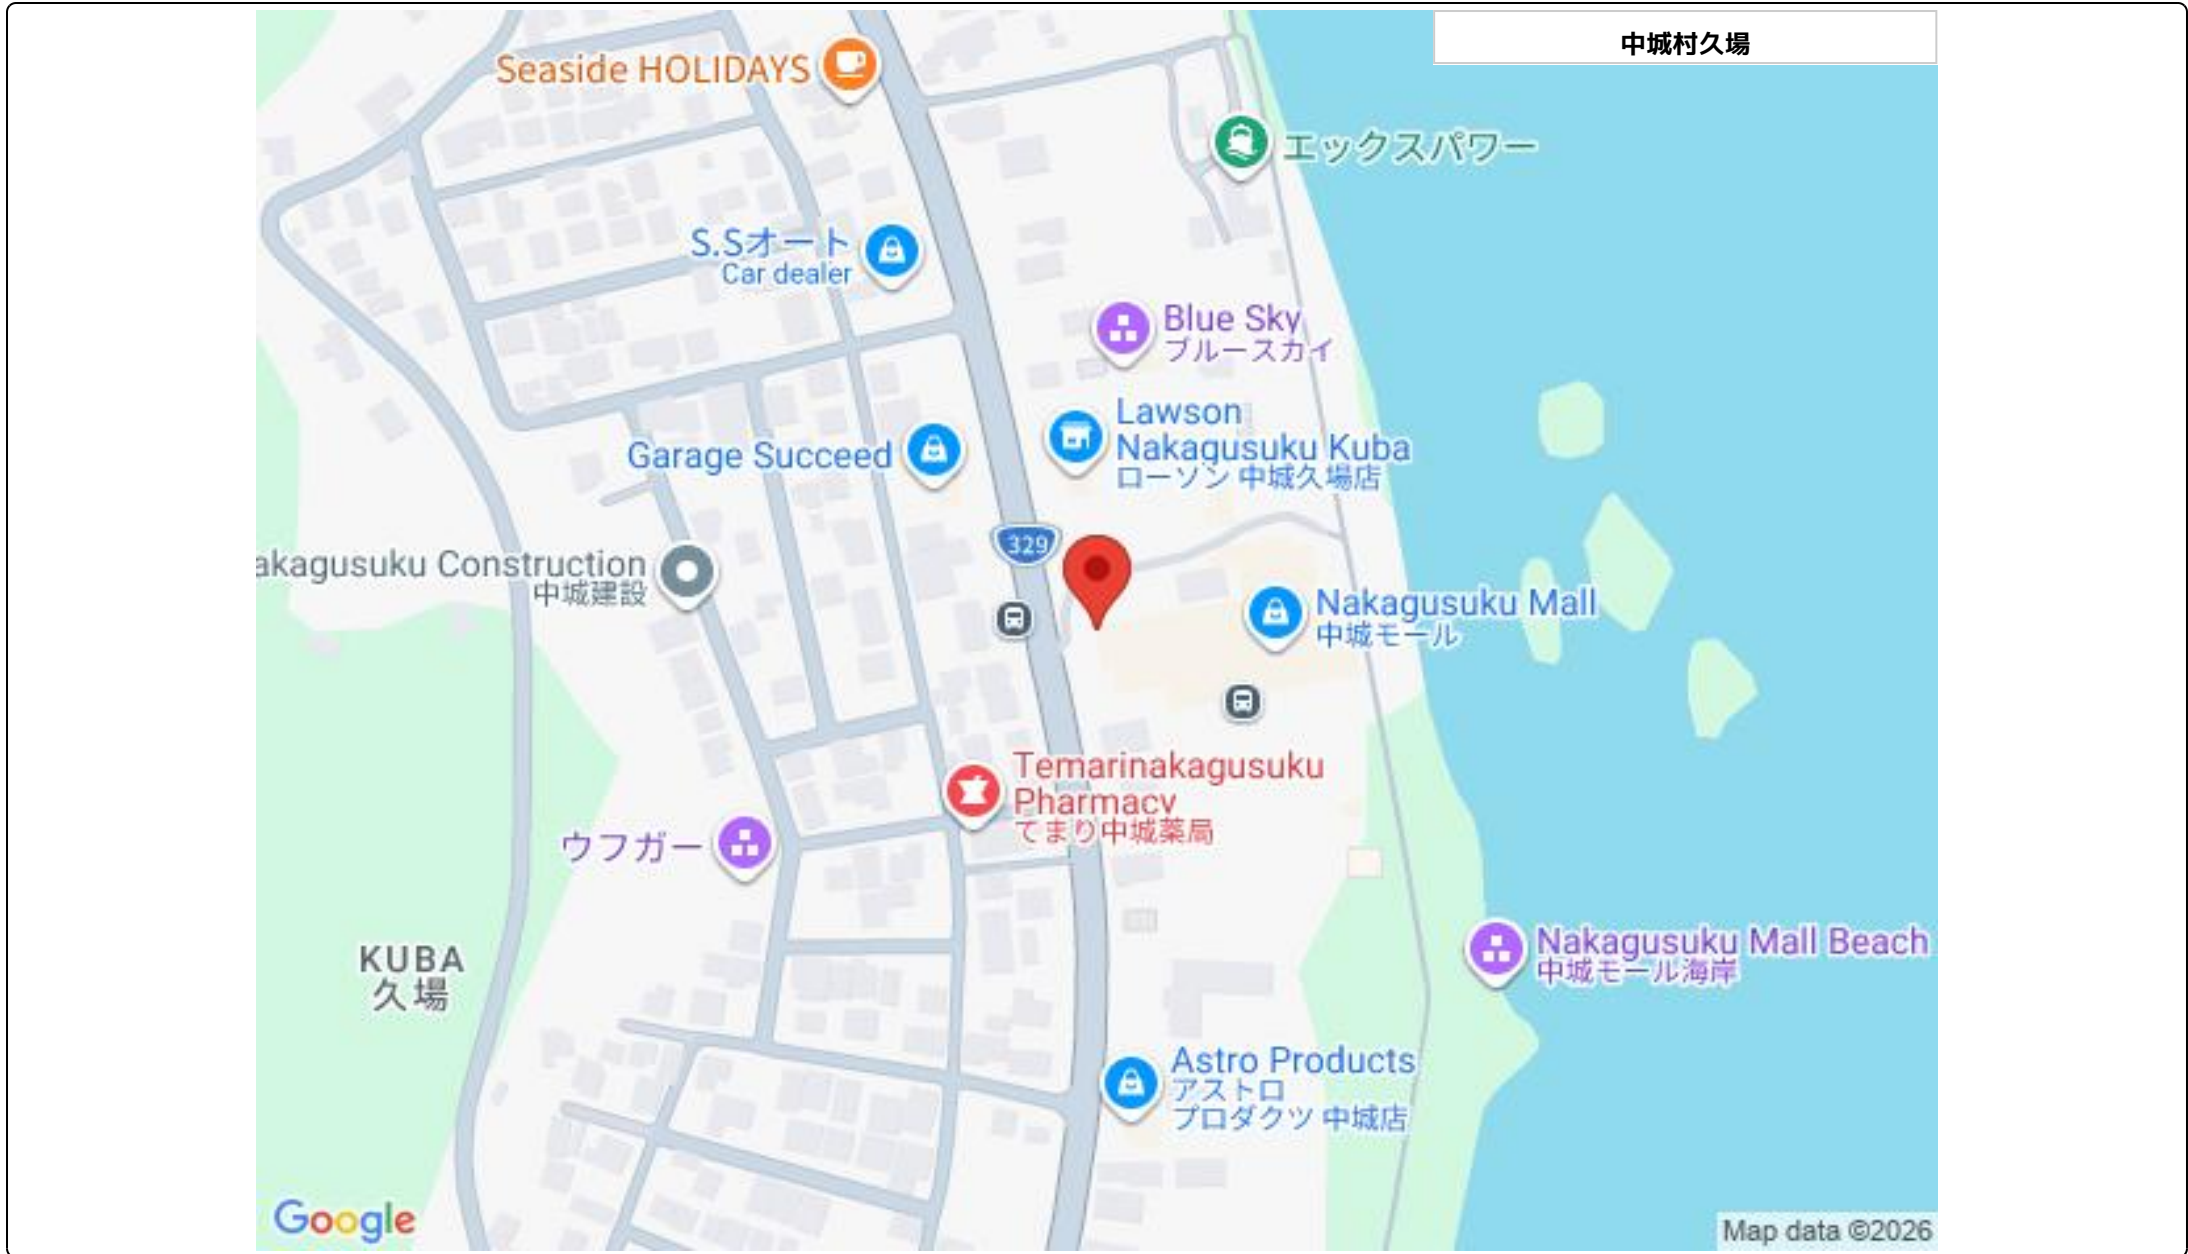 中城村久場
Seaside HOLIDAYS
エックスパワー
S.Sオート
Car dealer
Blue Sky
ブルースカイ
Lawson
Nakagusuku Kuba
ローソン 中城久場店
Garage Succeed
329
akagusuku Construction
中城建設
Nakagusuku Mall
中城モール
Temarinakagusuku
Pharmacy
てまり中城薬局
ウフガー
KUBA
久場
Nakagusuku Mall Beach
中城モール海岸
Astro Products
アストロ
プロダクツ 中城店
Google
Map data ©2026